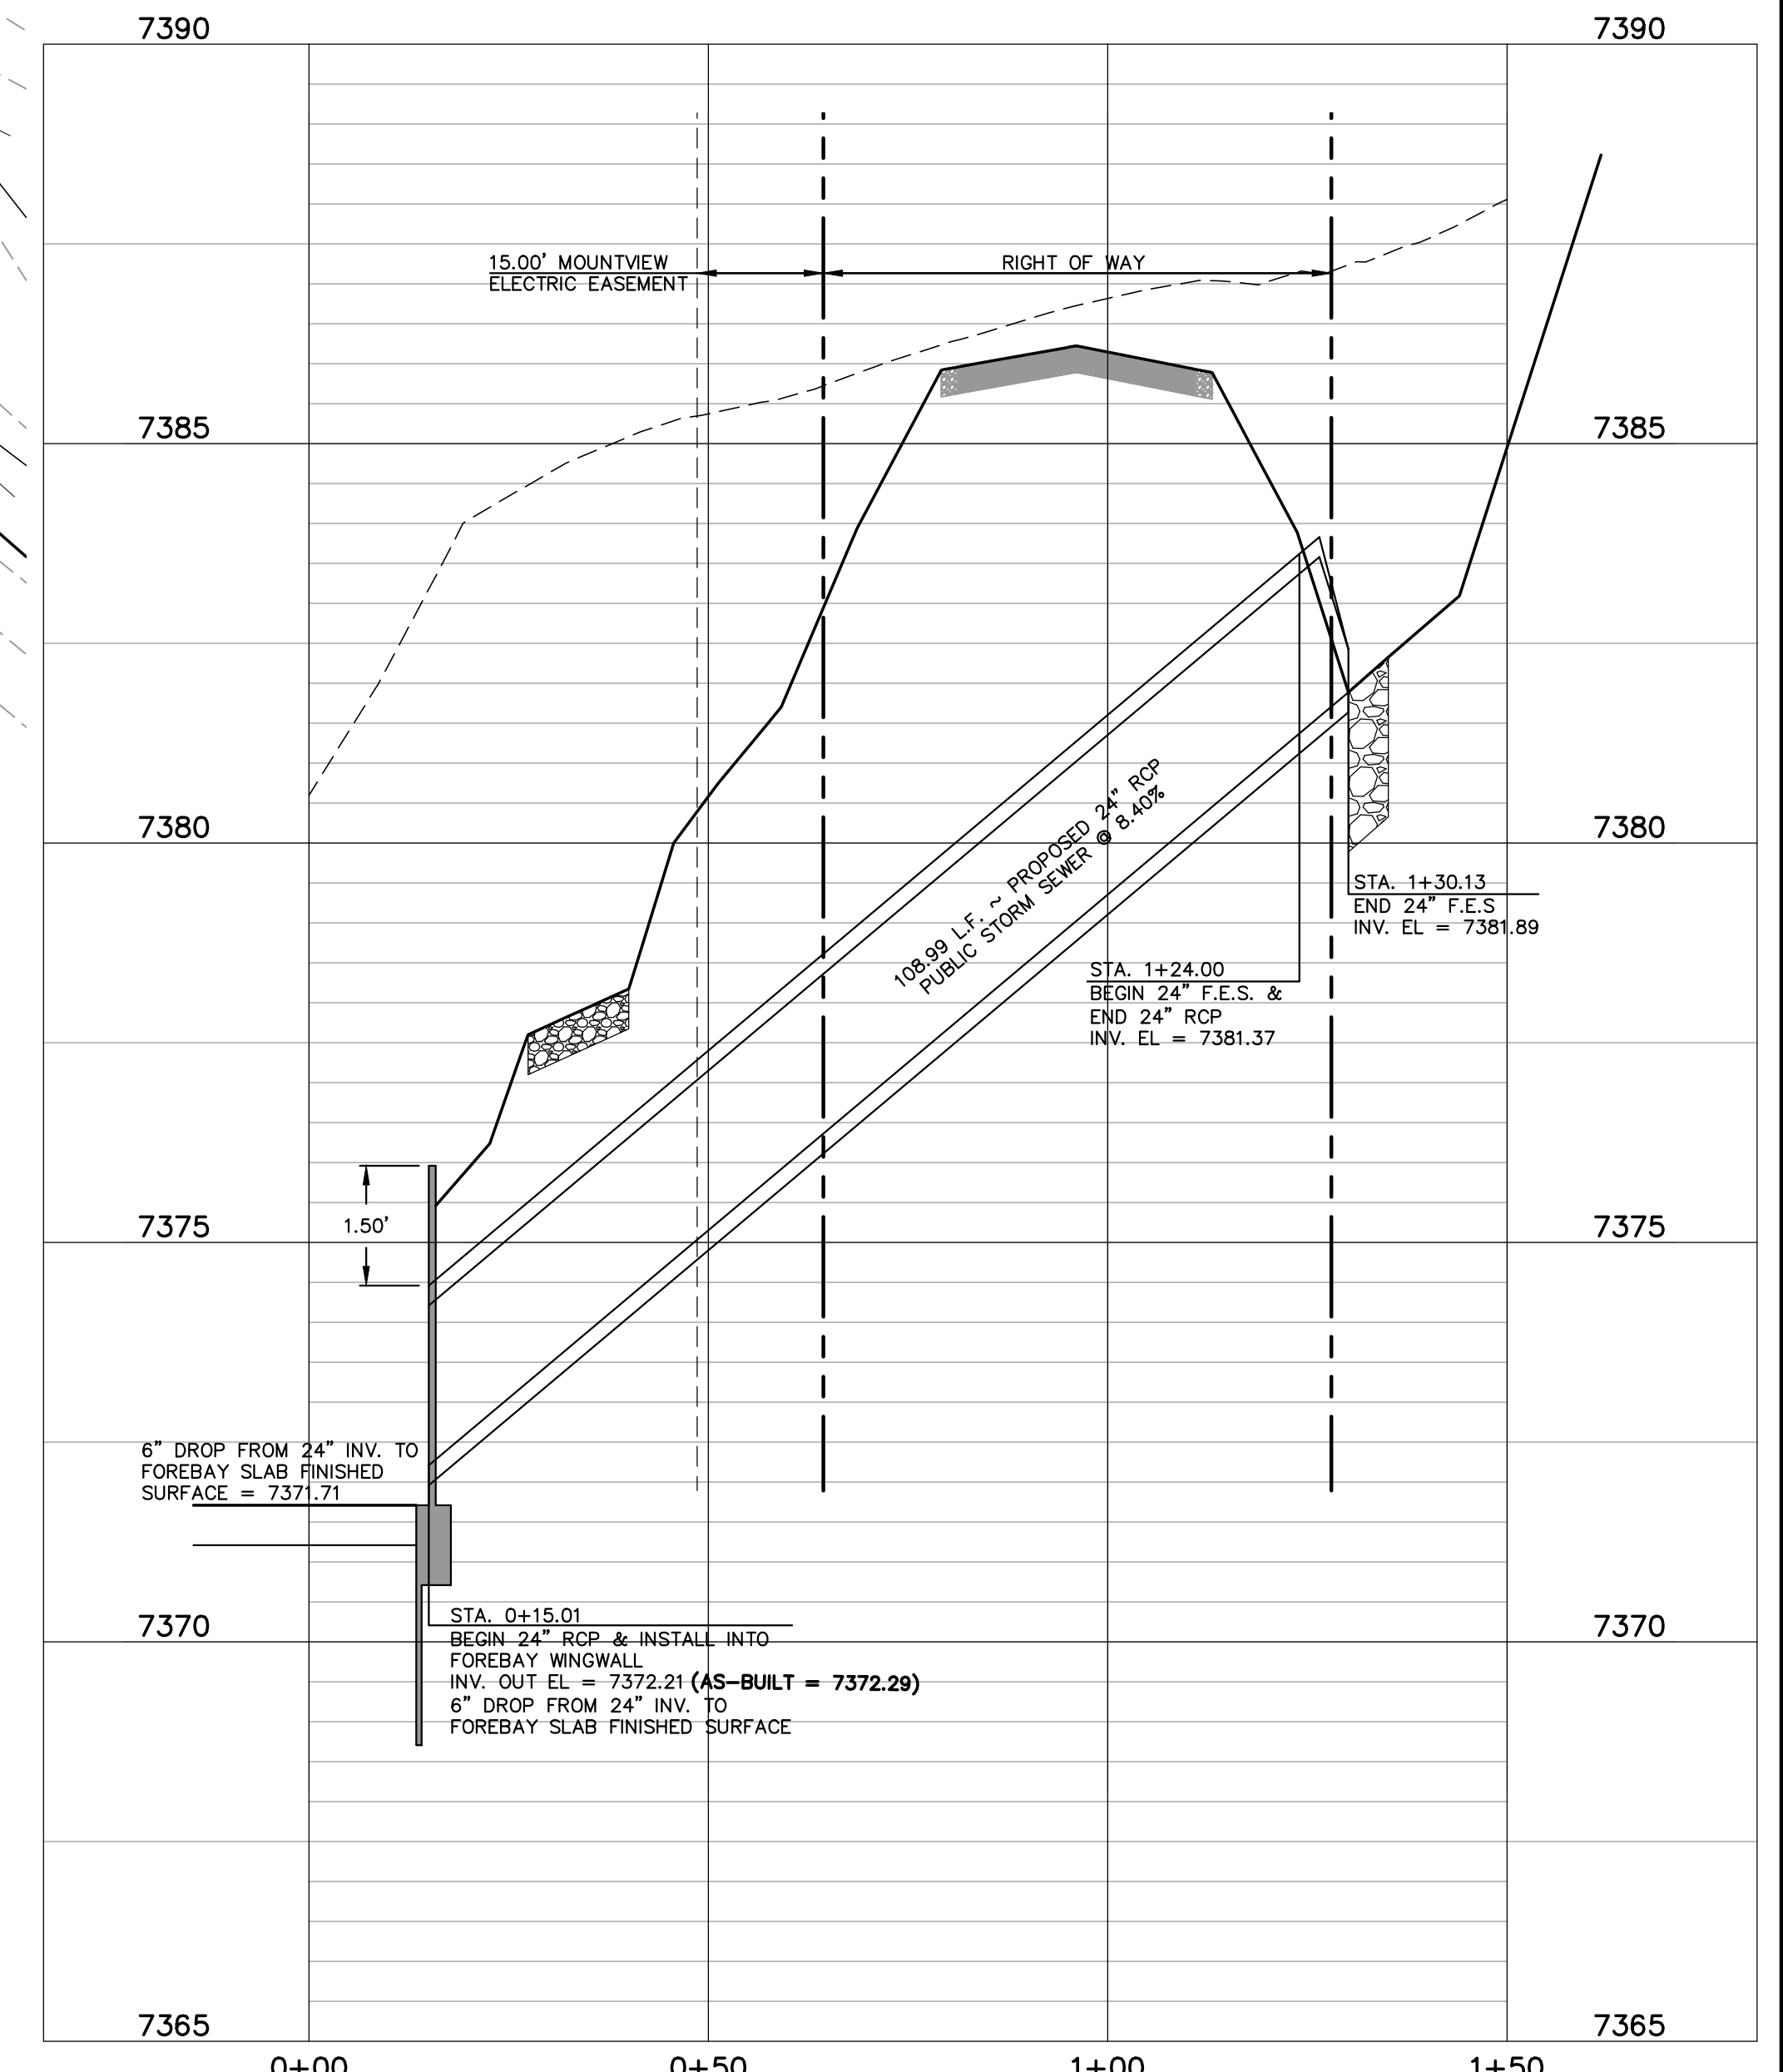 7390
7390
15.00' MOUNTVIEW
ELECTRIC EASEMENT
RIGHT OF WAY
7385
7385
7380
7380
108.99 L.F. ~ PROPOSED 24" RCP
PUBLIC STORM SEWER @ 8.40%
STA. 1+30.13
END 24" F.E.S
INV. EL = 7381.89
STA. 1+24.00
BEGIN 24" F.E.S. &
END 24" RCP
INV. EL = 7381.37
7375
1.50'
7375
6" DROP FROM 24" INV. TO
FOREBAY SLAB FINISHED
SURFACE = 7371.71
7370
7370
STA. 0+15.01
BEGIN 24" RCP & INSTALL INTO
FOREBAY WINGWALL
INV. OUT EL = 7372.21 (AS-BUILT = 7372.29)
6" DROP FROM 24" INV. TO
FOREBAY SLAB FINISHED SURFACE
7365
7365
0+00
0+50
1+00
1+50